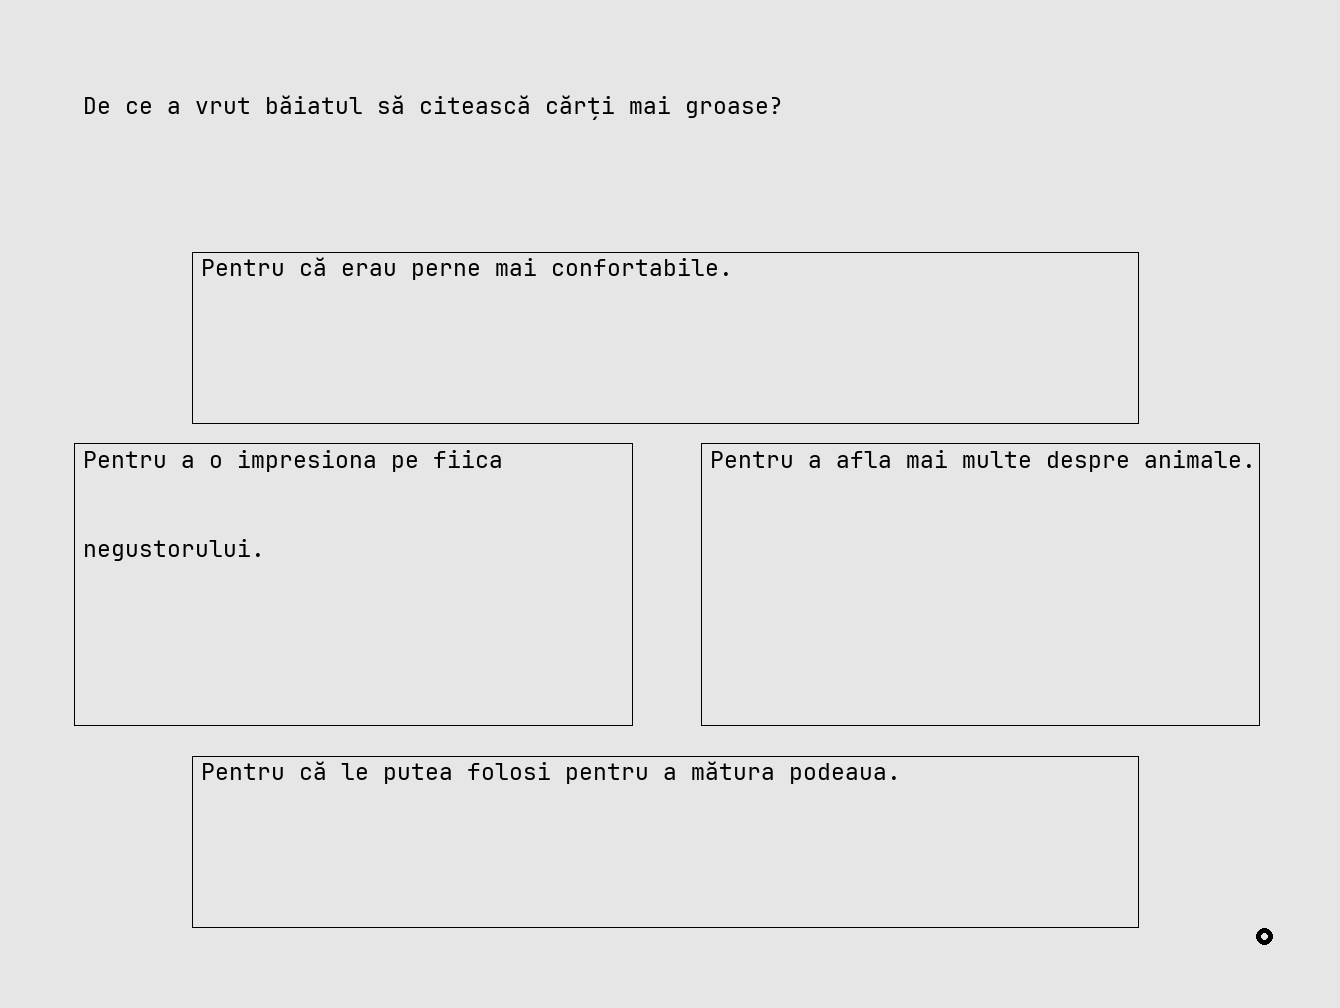 De ce a vrut băiatul să citească cărți mai groase?
Pentru că erau perne mai confortabile.
Pentru a o impresiona pe fiica
negustorului.
Pentru a afla mai multe despre animale.
Pentru că le putea folosi pentru a mătura podeaua.